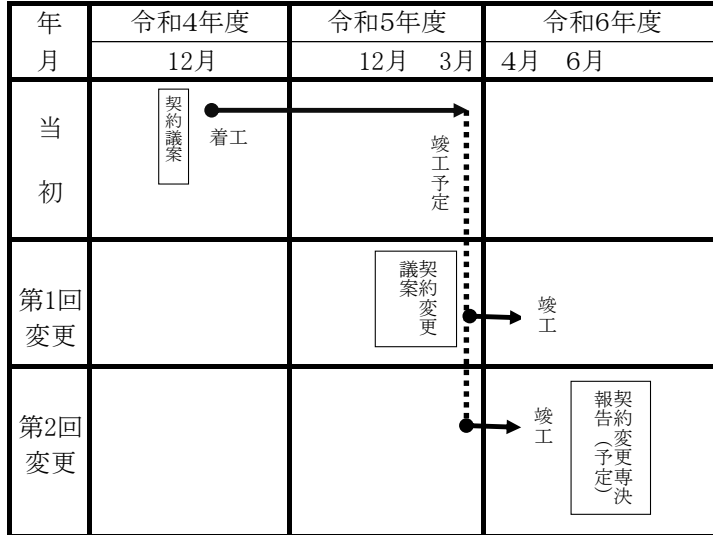 年
月
令和4年度
令和5年度
令和6年度
12月
12月
3月
4月
6月
当
初
契約議案
着工
竣工予定
第1回
変更
契約変更
議案
竣工
第2回
変更
竣工
契約変更専決
報告（予定）